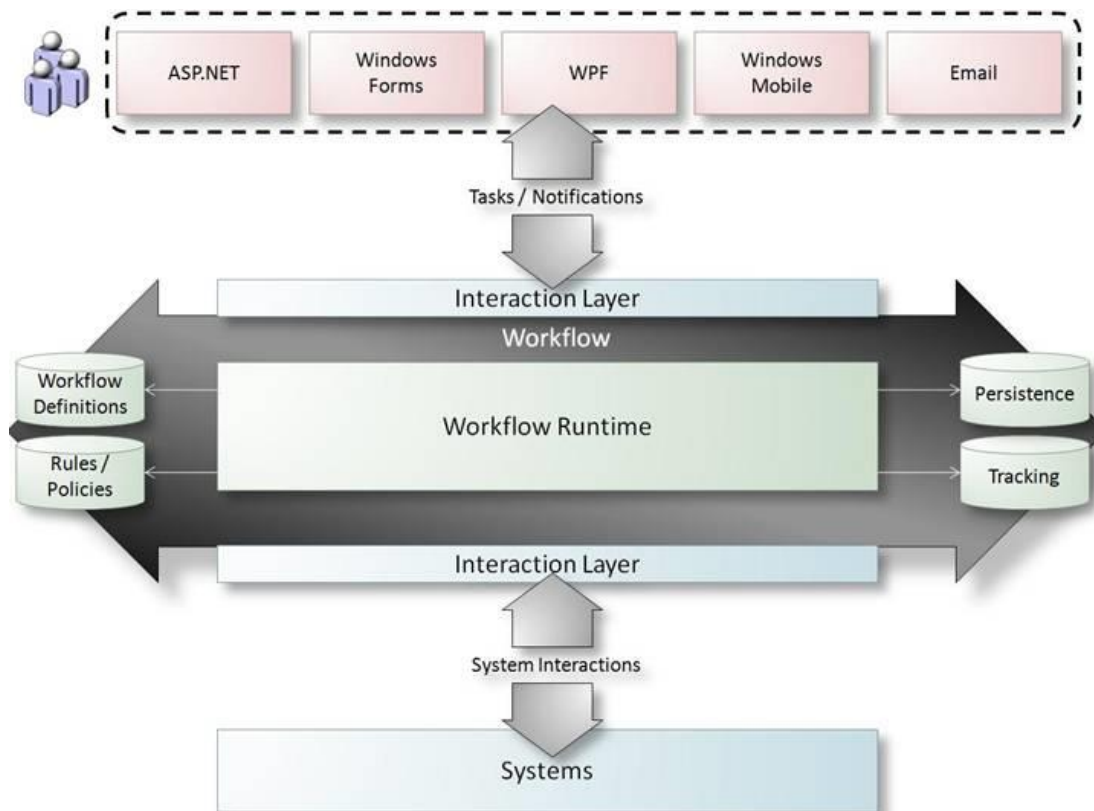 ASP.NET
Windows
Forms
WPF
Windows
Mobile
Email
Tasks / Notifications
Interaction Layer
Workflow
Workflow
Definitions
Rules /
Policies
Workflow Runtime
Persistence
Tracking
Interaction Layer
System Interactions
Systems